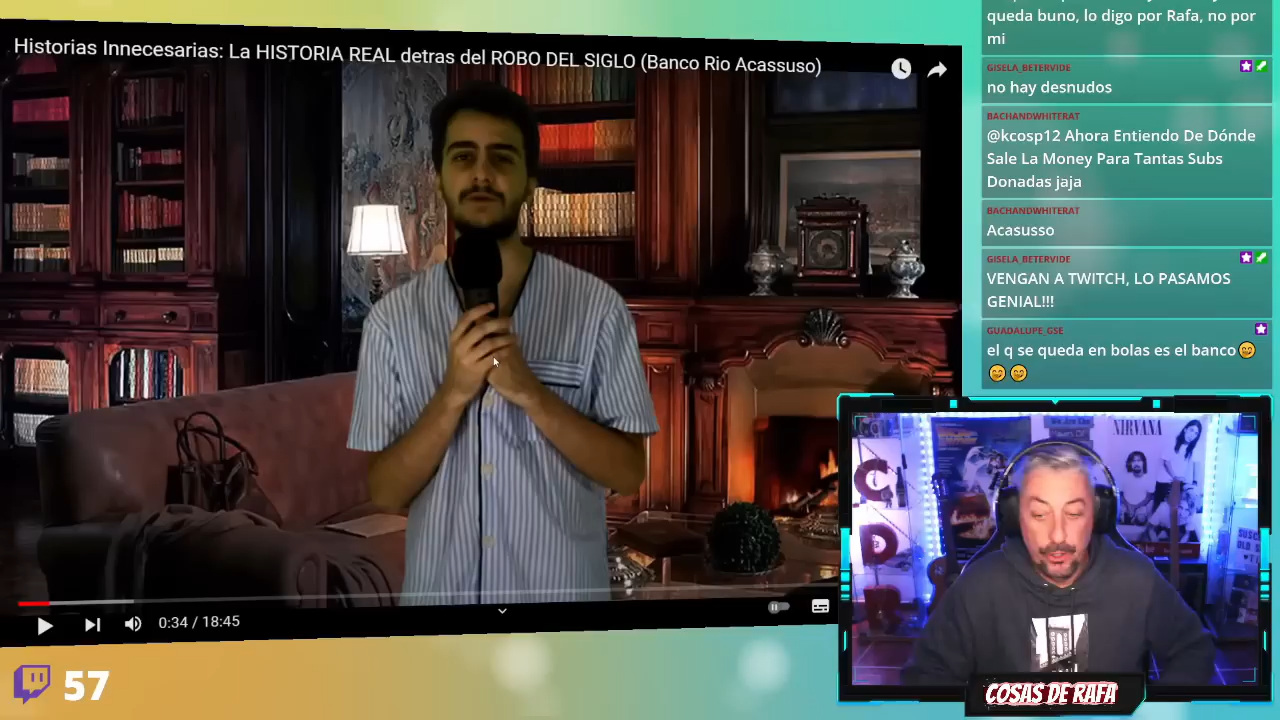 Historias Innecesarias: La HISTORIA REAL detras del ROBO DEL SIGLO (Banco Rio Acassuso)
0:34 / 18:45
57
queda buno, lo digo por Rafa, no por
mi
GISELA_BETERVIDE
no hay desnudos
BACHANDWHITERAT
@kcosp12 Ahora Entiendo De Dónde
Sale La Money Para Tantas Subs
Donadas jaja
BACHANDWHITERAT
Acasusso
GISELA_BETERVIDE
VENGAN A TWITCH, LO PASAMOS
GENIAL!!!
GUADALUPE_GSE
el q se queda en bolas es el banco
NIRVANA
C
D
COSAS DE RAFA